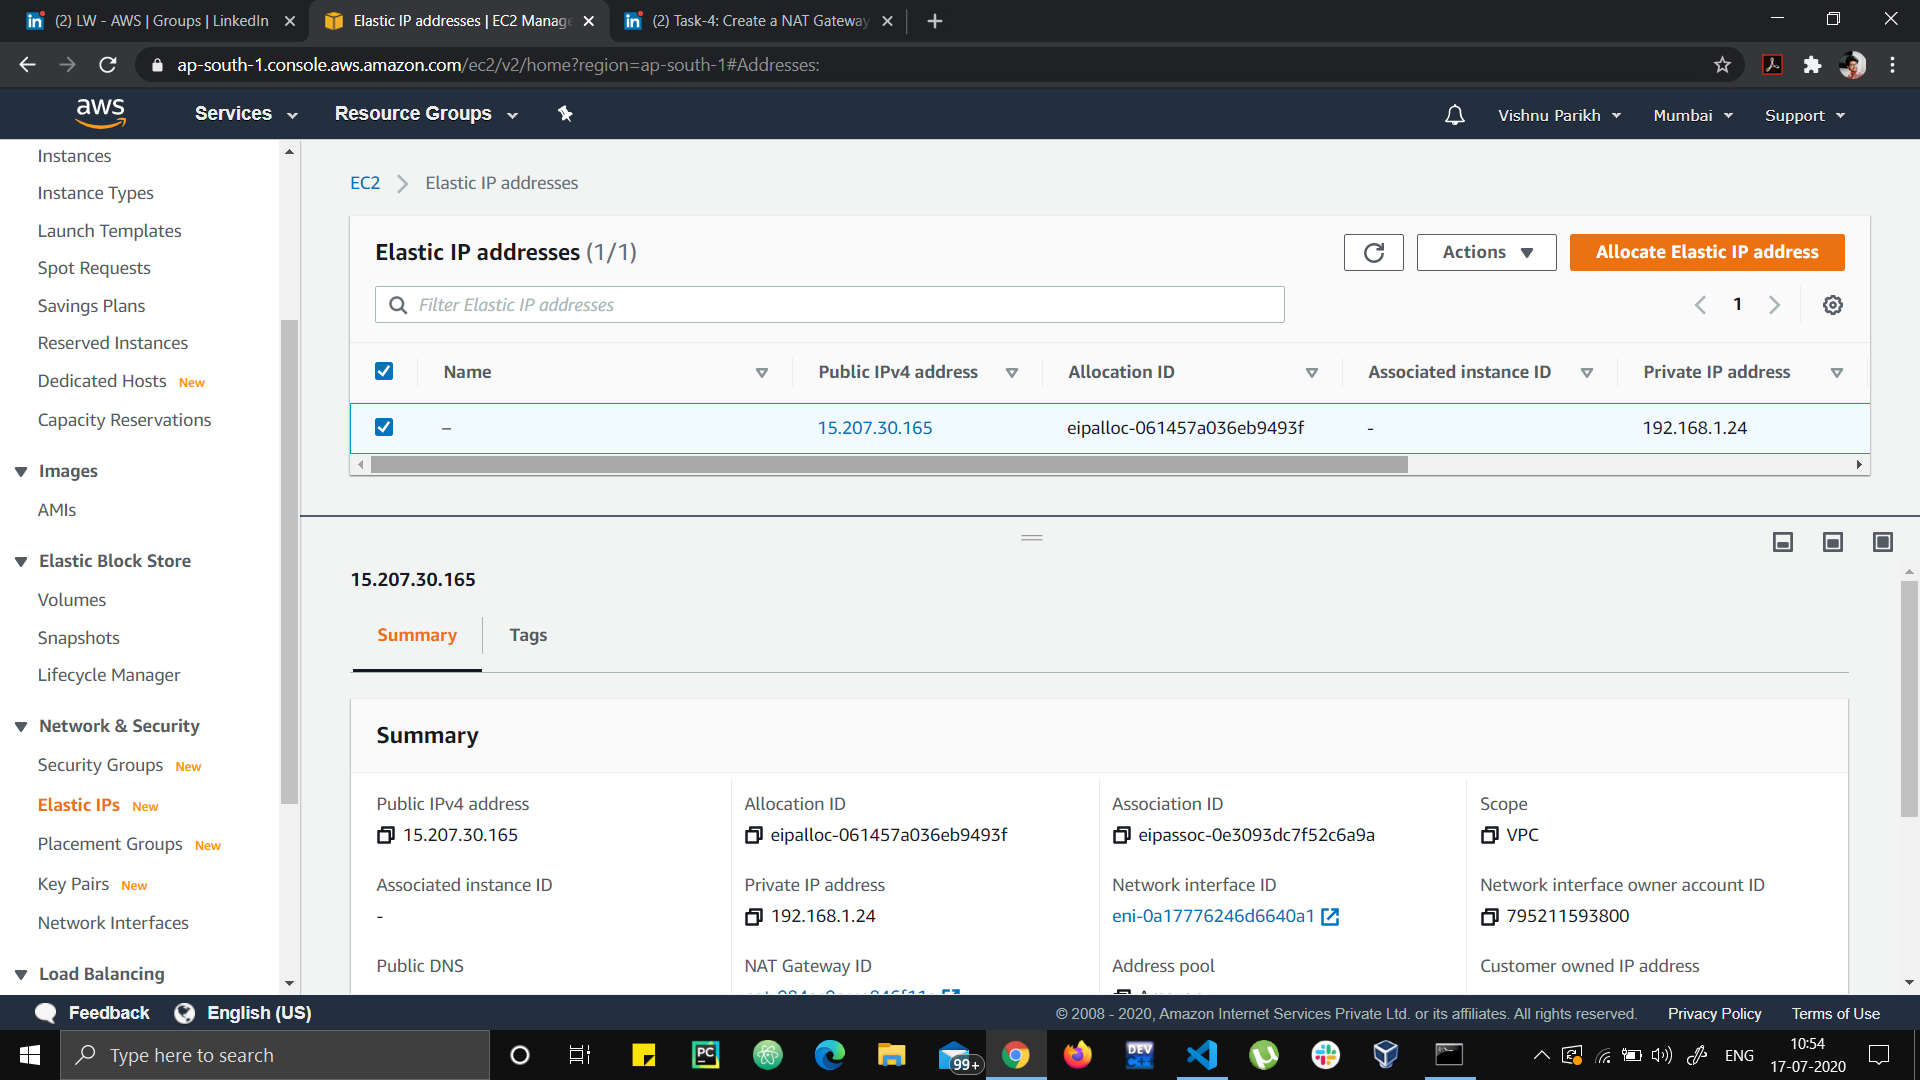 (2) LW - AWS | Groups | LinkedIn
Elastic IP addresses | EC2 Manage
(2) Task-4: Create a NAT Gateway
ap-south-1.console.aws.amazon.com/ec2/v2/home?region=ap-south-1#Addresses:
aws
Services
Resource Groups
Vishnu Parikh
Mumbai
Support
Instances
Instance Types
Launch Templates
Spot Requests
Savings Plans
Reserved Instances
Dedicated Hosts New
Capacity Reservations
Images
AMIs
Elastic Block Store
Volumes
Snapshots
Lifecycle Manager
Network & Security
Security Groups New
Elastic IPs New
Placement Groups New
Key Pairs New
Network Interfaces
Load Balancing
EC2
Elastic IP addresses
Elastic IP addresses (1/1)
Actions
Allocate Elastic IP address
Filter Elastic IP addresses
1
Name
Public IPv4 address
Allocation ID
Associated instance ID
Private IP address
–
15.207.30.165
eipalloc-061457a036eb9493f
-
192.168.1.24
15.207.30.165
Summary
Tags
Summary
Public IPv4 address
Allocation ID
Association ID
Scope
15.207.30.165
eipalloc-061457a036eb9493f
eipassoc-0e3093dc7f52c6a9a
VPC
Associated instance ID
Private IP address
Network interface ID
Network interface owner account ID
-
192.168.1.24
eni-0a17776246d6640a1
795211593800
Public DNS
NAT Gateway ID
Address pool
Customer owned IP address
Feedback
English (US)
© 2008 - 2020, Amazon Internet Services Private Ltd. or its affiliates. All rights reserved.
Privacy Policy
Terms of Use
Type here to search
PC
99+
DEV
C++
ENG
10:54
17-07-2020